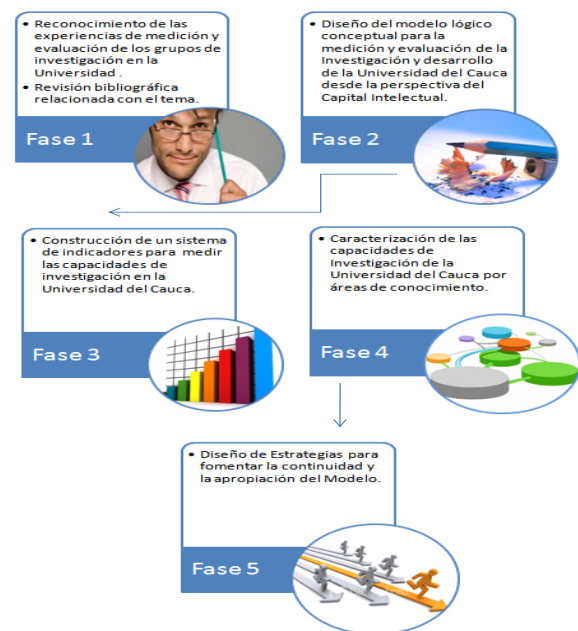 • Reconocimiento de las
experiencias de medición y
evaluación de los grupos de
investigación en la
Universidad .
• Revisión bibliográfica
relacionada con el tema.
Fase 1
• Diseño del modelo lógico
conceptual para la
medición y evaluación de la
Investigación y desarrollo
de la Universidad del Cauca
desde la perspectiva del
Capital Intelectual.
Fase 2
• Construcción de un sistema
de indicadores para medir
las capacidades de
investigación en la
Universidad del Cauca.
Fase 3
• Caracterización de las
capacidades de
Investigación de la
Universidad del Cauca por
áreas de conocimiento.
Fase 4
• Diseño de Estrategias para
fomentar la continuidad y
la apropiación del Modelo.
Fase 5